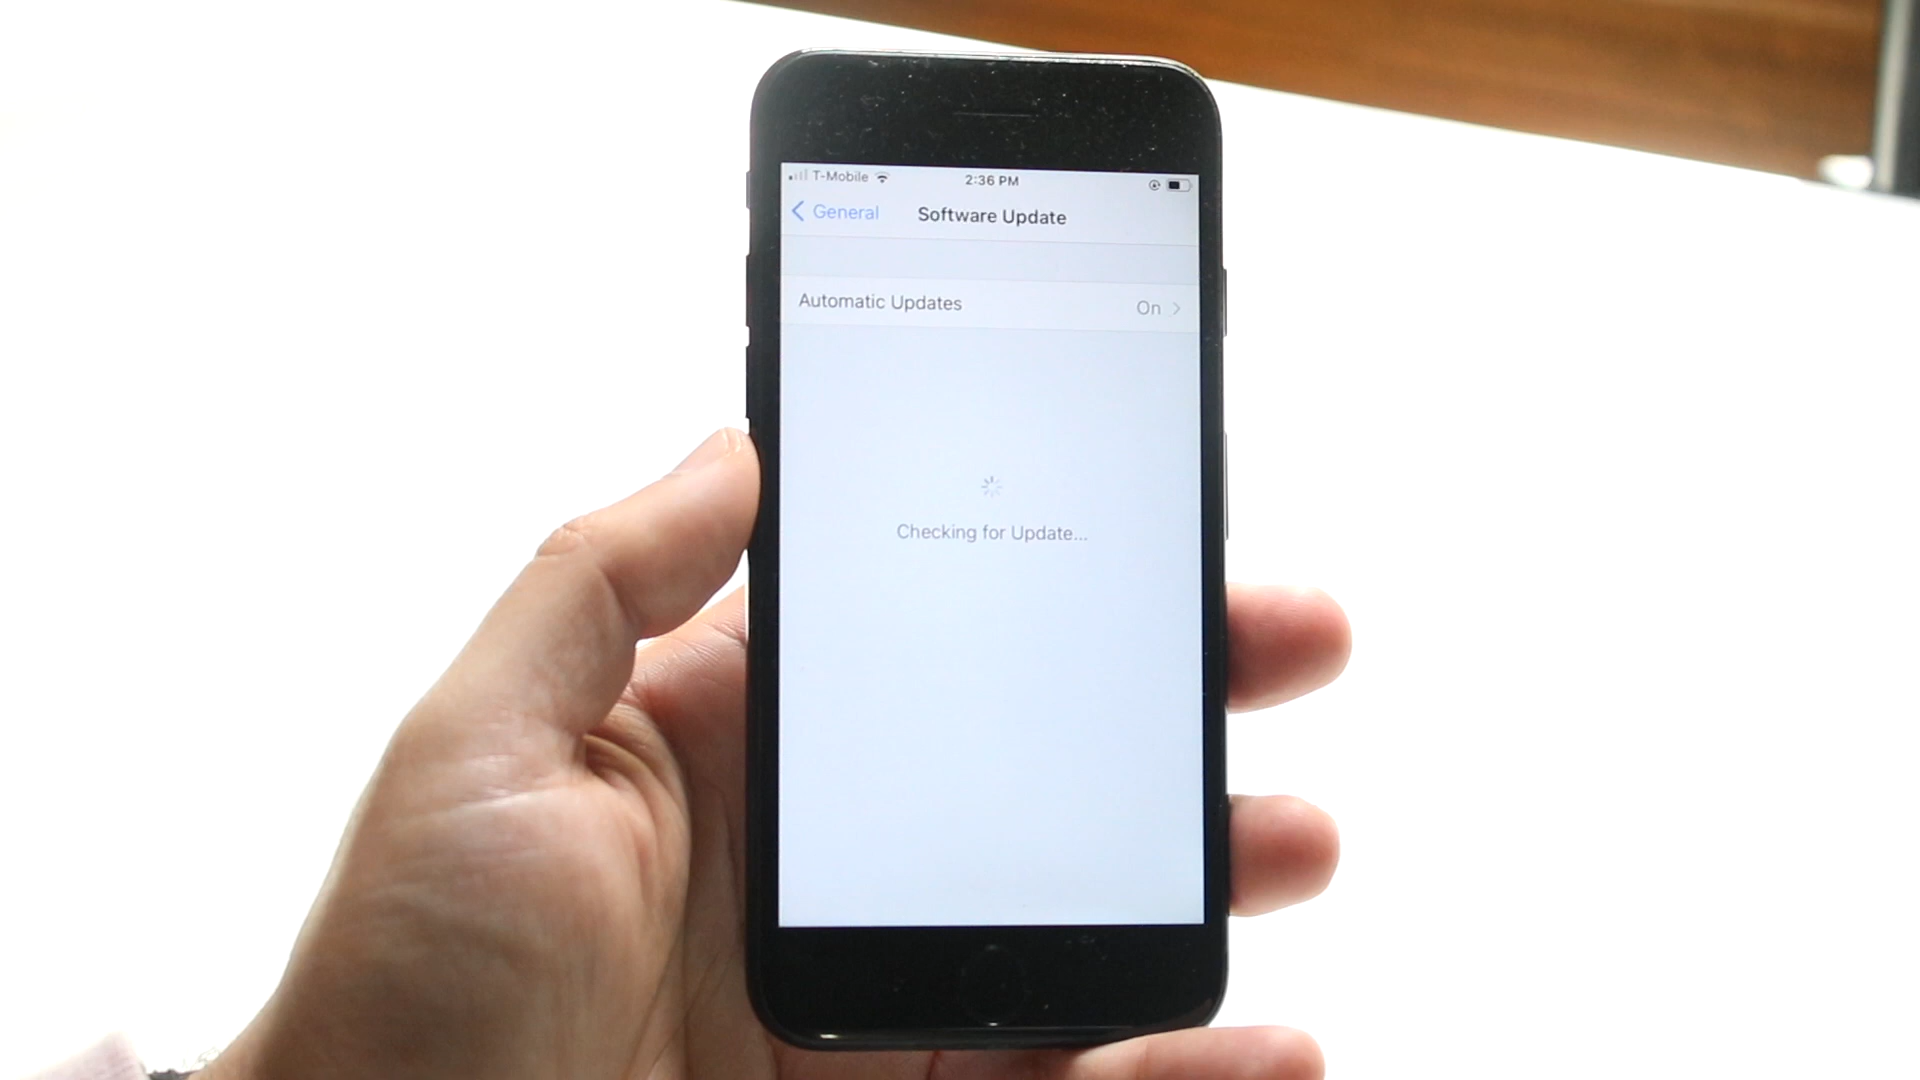 T-Mobile 2:36 PM
General Software Update
Automatic Updates On
Checking for Update...